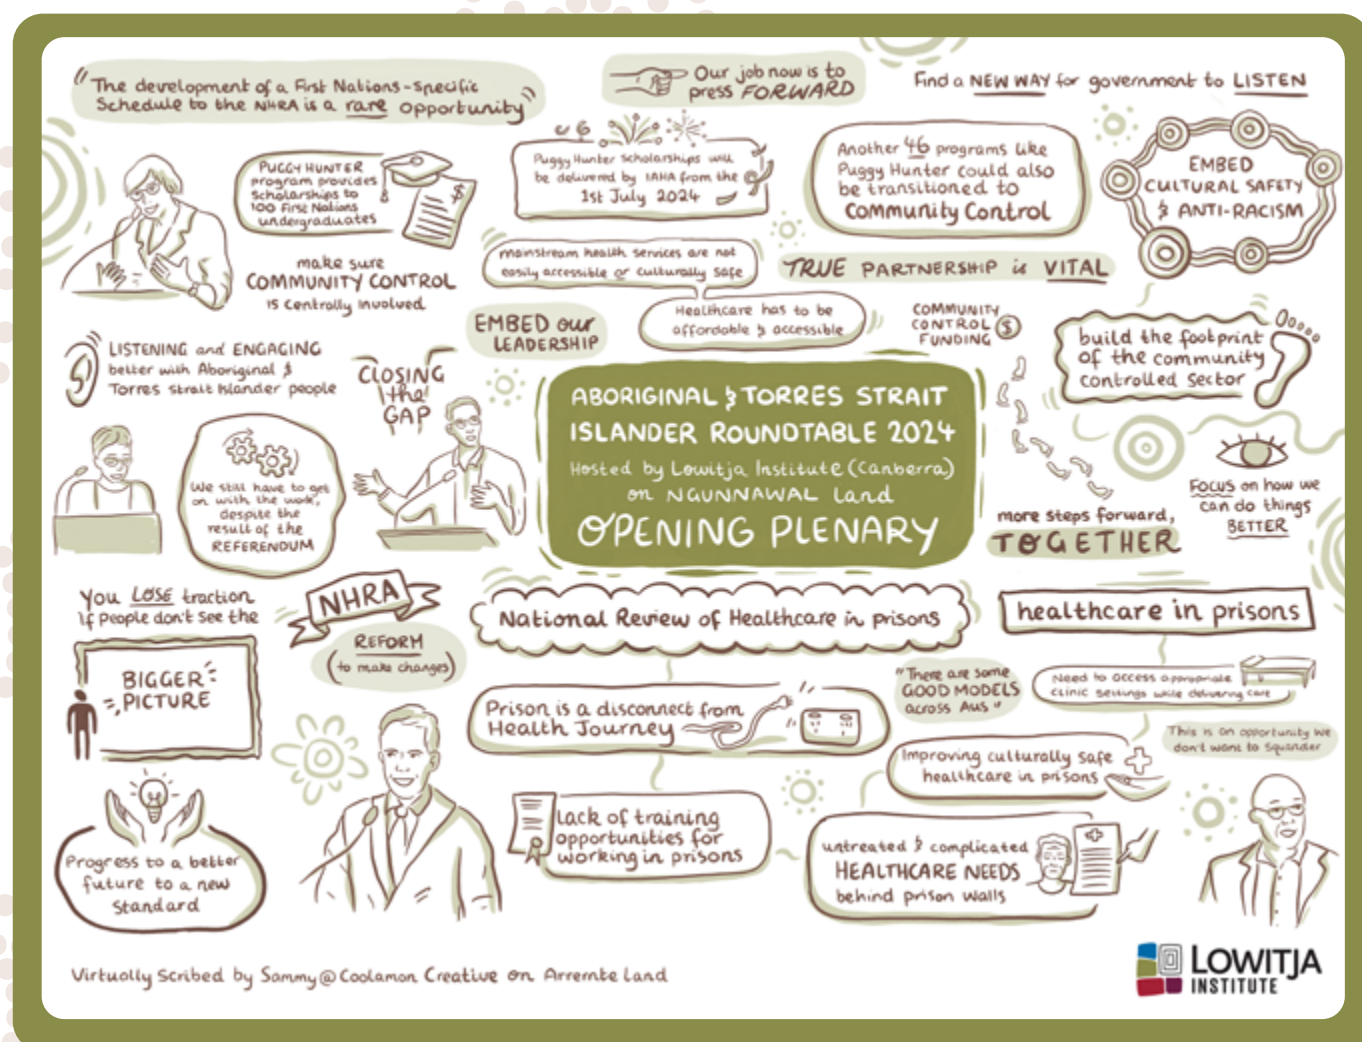 "The development of a First Nations-Specific
Schedule to the NHRA is a rare opportunity"
Our job now is to
press FORWARD
Find a NEW WAY for government to LISTEN
PUGGY HUNTER
program provides
Scholarships to
100 First Nations
undergraduates
$
Puggy Hunter Scholarships will
be delivered by IAHA from the
1st July 2024
Another 46 programs like
Puggy Hunter could also
be transitioned to
Community Control
EMBED
CULTURAL SAFETY
& ANTI-RACISM
make sure
COMMUNITY CONTROL
is centrally involved
mainstream health services are not
easily accessible or culturally safe
TRUE PARTNERSHIP is VITAL
Healthcare has to be
affordable & accessible
EMBED our
LEADERSHIP
COMMUNITY
CONTROL
FUNDING
$
build the footprint
of the community
controlled sector
LISTENING and ENGAGING
better with Aboriginal &
Torres strait Islander people
CLOSING
the
GAP
ABORIGINAL & TORRES STRAIT
ISLANDER ROUNDTABLE 2024
Hosted by Lowitja Institute (Canberra)
on NGUNNAWAL Land
OPENING PLENARY
We still have to get
on with the work,
despite the
result of the
REFERENDUM
more steps forward,
TOGETHER
FOCUS on how we
can do things
BETTER
You LOSE traction
if people don't see the
BIGGER
PICTURE
NHRA
REFORM
(to make changes)
National Review of Healthcare in prisons
healthcare in prisons
Prison is a disconnect from
Health Journey
"There are some
GOOD MODELS
across Aus"
Need to access appropriate
clinic settings while delivering care
This is an opportunity we
don't want to squander
Improving culturally safe
healthcare in prisons
Lack of training
opportunities for
working in prisons
untreated & complicated
HEALTHCARE NEEDS
behind prison walls
Progress to a better
future to a new
Standard
Virtually Scribed by Sammy@Coolamon Creative on Arrernte Land
LOWITJA
INSTITUTE